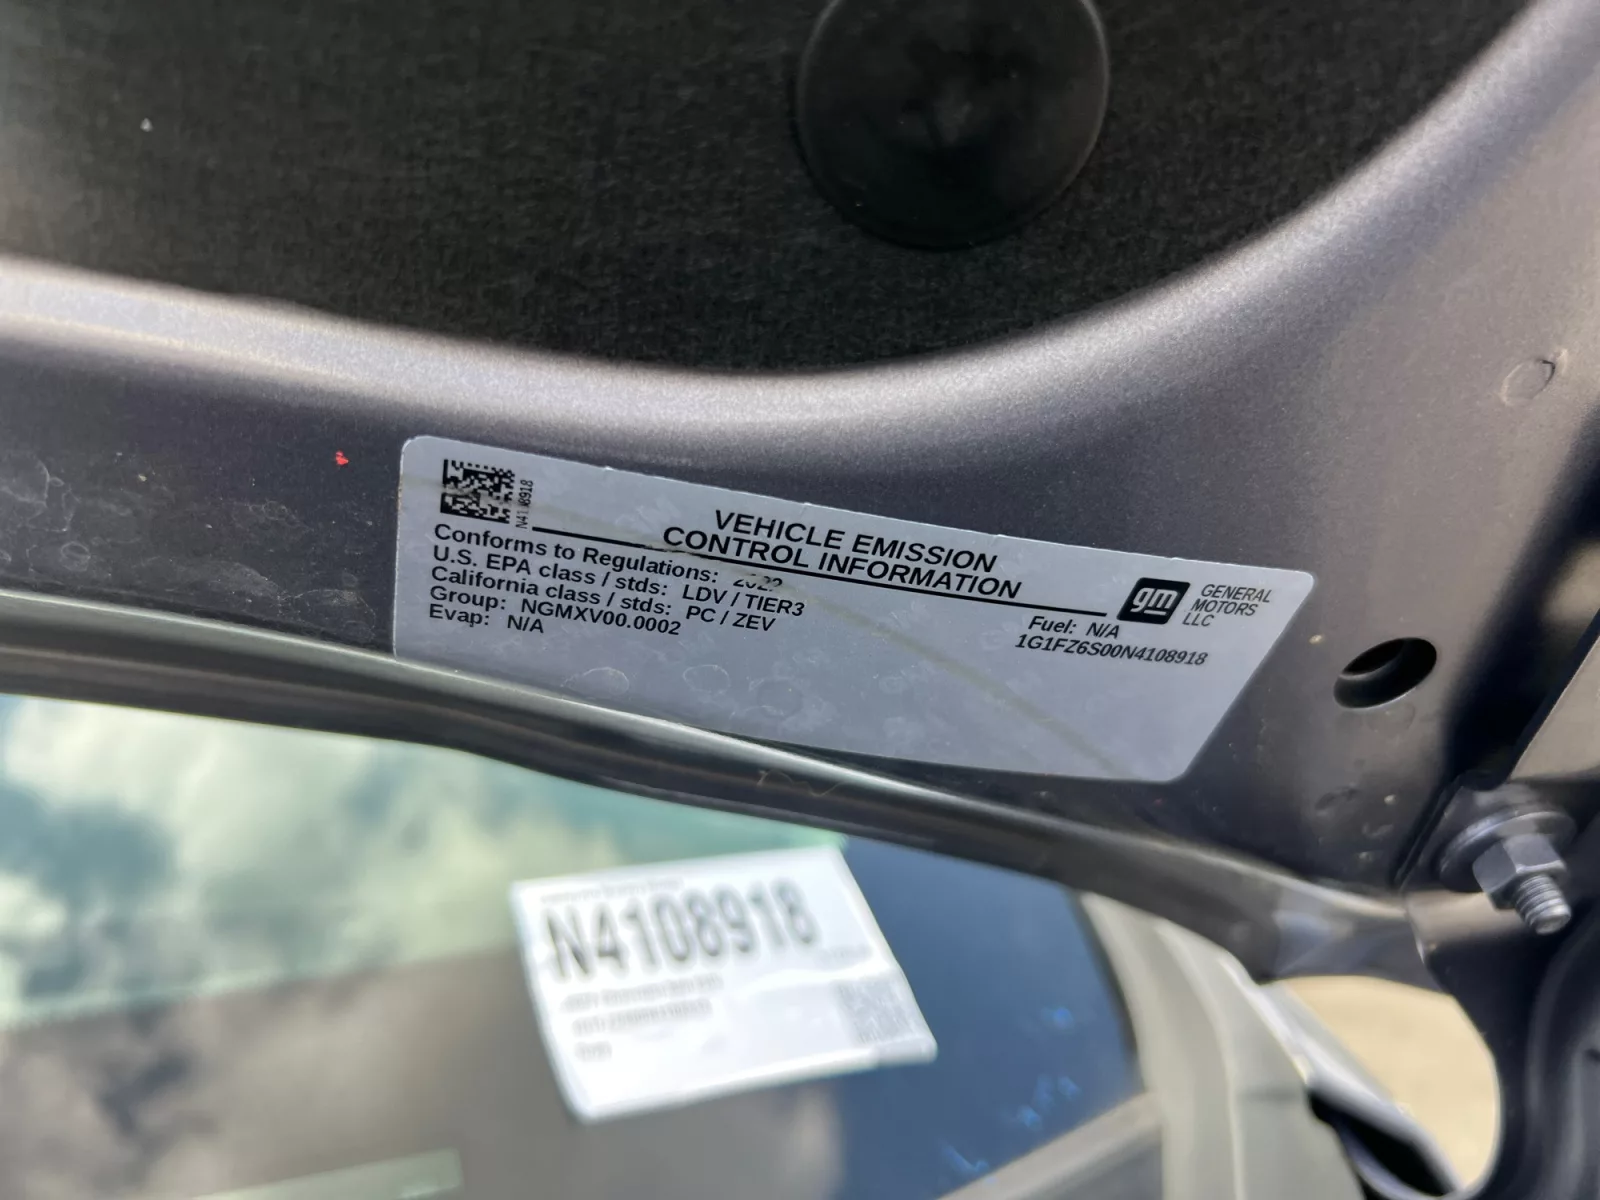 N4108918
VEHICLE EMISSION
CONTROL INFORMATION
Conforms to Regulations: 2022
U.S. EPA class / stds: LDV / TIER3
California class / stds: PC / ZEV
Group: NGMXV00.0002
Evap: N/A
gm GENERAL
MOTORS
LLC
Fuel: N/A
1G1FZ6S00N4108918
N4108918